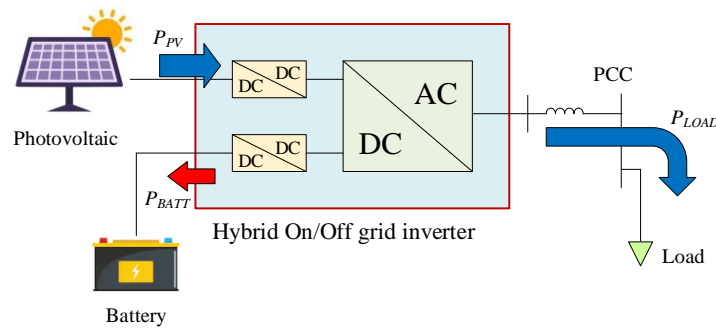 P_PV
PCC
DC
DC
AC
P_LOAD
Photovoltaic
DC
DC
DC
P_BATT
Hybrid On/Off grid inverter
Load
Battery